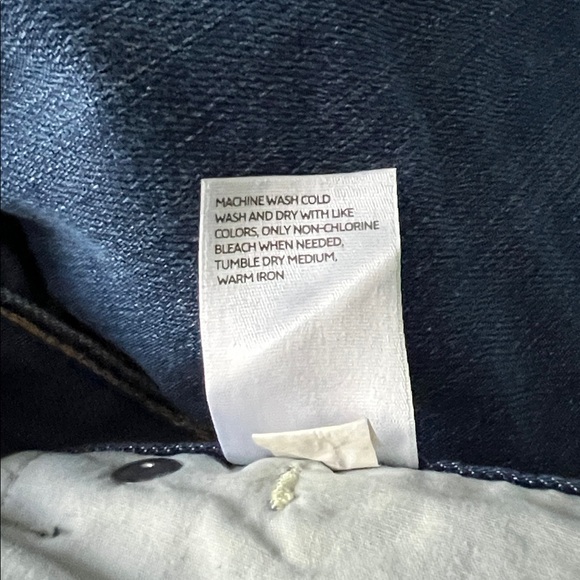 MACHINE WASH COLD
WASH AND DRY WITH LIKE
COLORS, ONLY NON-CHLORINE
BLEACH WHEN NEEDED,
TUMBLE DRY MEDIUM,
WARM IRON